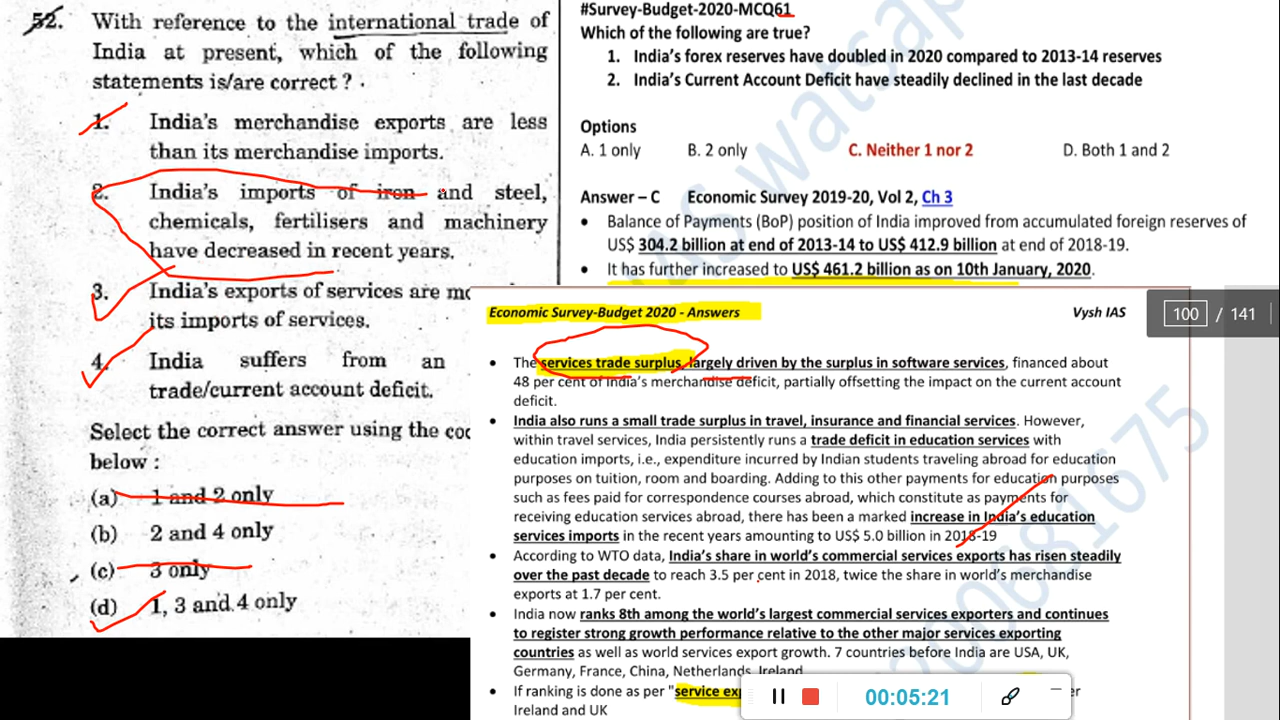 52. With reference to the international trade of
India at present, which of the following
statements is/are correct ?
1. India's merchandise exports are less
than its merchandise imports.
2. India's imports of iron and steel,
chemicals, fertilisers and machinery
have decreased in recent years.
3. India's exports of services are
its imports of services.
4. India suffers from an
trade/current account deficit.
Select the correct answer using the
below :
(a) 1 and 2 only
(b) 2 and 4 only
(c) 3 only
(d) 1, 3 and 4 only
#Survey-Budget-2020-MCQ61
Which of the following are true?
1. India's forex reserves have doubled in 2020 compared to 2013-14 reserves
2. India's Current Account Deficit have steadily declined in the last decade
Options
A. 1 only B. 2 only C. Neither 1 nor 2 D. Both 1 and 2
Answer – C Economic Survey 2019-20, Vol 2, Ch 3
• Balance of Payments (BoP) position of India improved from accumulated foreign reserves of
US$ 304.2 billion at end of 2013-14 to US$ 412.9 billion at end of 2018-19.
• It has further increased to US$ 461.2 billion as on 10th January, 2020.
Economic Survey-Budget 2020 - Answers Vysh IAS
100 / 141
• The services trade surplus, largely driven by the surplus in software services, financed about
48 per cent of India's merchandise deficit, partially offsetting the impact on the current account
deficit.
• India also runs a small trade surplus in travel, insurance and financial services. However,
within travel services, India persistently runs a trade deficit in education services with
education imports, i.e., expenditure incurred by Indian students traveling abroad for education
purposes on tuition, room and boarding. Adding to this other payments for education purposes
such as fees paid for correspondence courses abroad, which constitute as payments for
receiving education services abroad, there has been a marked increase in India's education
services imports in the recent years amounting to US$ 5.0 billion in 2018-19
• According to WTO data, India's share in world's commercial services exports has risen steadily
over the past decade to reach 3.5 per cent in 2018, twice the share in world's merchandise
exports at 1.7 per cent.
• India now ranks 8th among the world's largest commercial services exporters and continues
to register strong growth performance relative to the other major services exporting
countries as well as world services export growth. 7 countries before India are USA, UK,
Germany, France, China, Netherlands, Ireland
• If ranking is done as per "service
Ireland and UK
00:05:21